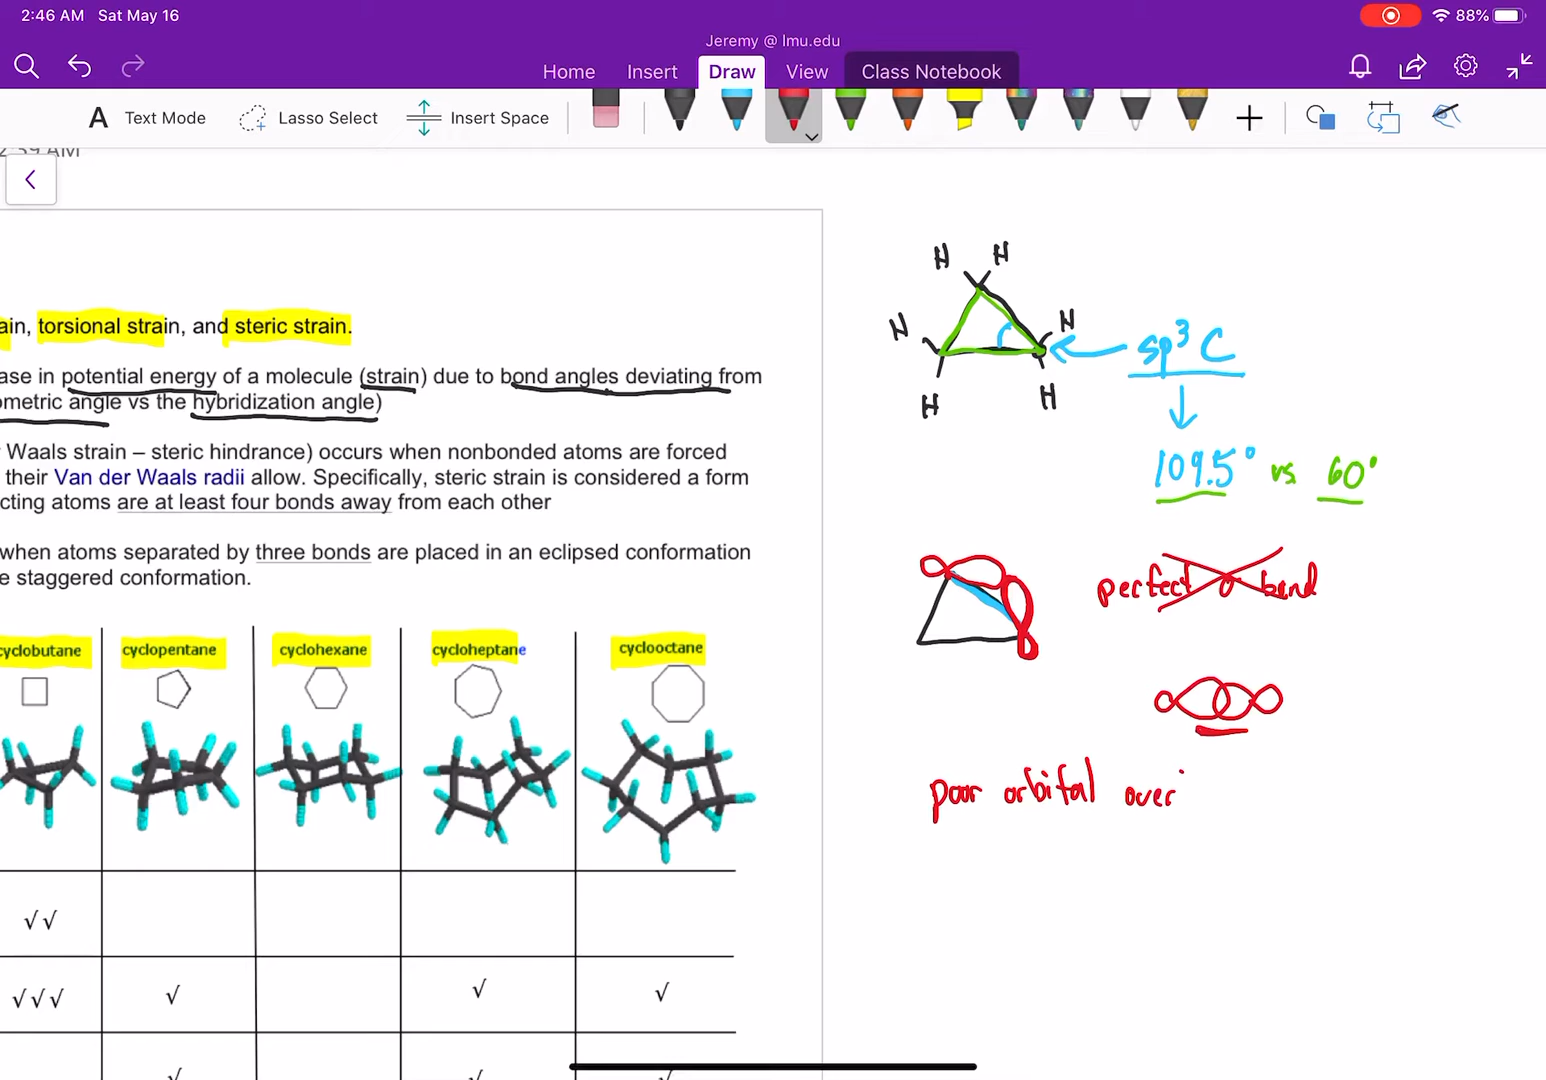 2:46 AM Sat May 16
88%
Jeremy @ lmu.edu
Home Insert Draw View Class Notebook
A Text Mode Lasso Select Insert Space
2:39 AM
ain, torsional strain, and steric strain.
ase in potential energy of a molecule (strain) due to bond angles deviating from
ometric angle vs the hybridization angle)
r Waals strain – steric hindrance) occurs when nonbonded atoms are forced
their Van der Waals radii allow. Specifically, steric strain is considered a form
cting atoms are at least four bonds away from each other
when atoms separated by three bonds are placed in an eclipsed conformation
e staggered conformation.
cyclobutane cyclopentane cyclohexane cycloheptane cyclooctane
√√
√√√ √ √ √
√ √ √
H H
H H
H H
sp³ C
109.5° vs 60°
perfect σ bond
poor orbital over